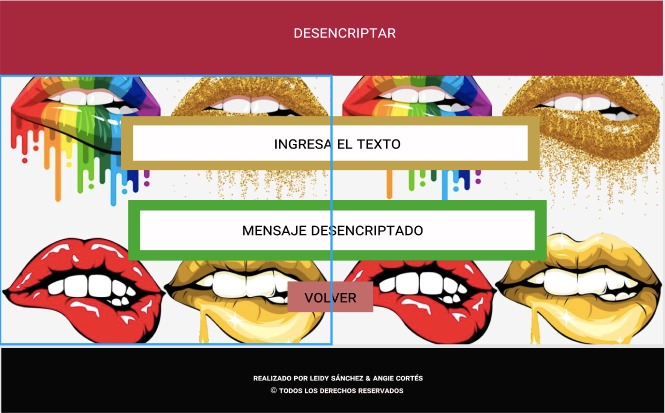 DESENCRIPTAR
INGRESA EL TEXTO
MENSAJE DESENCRIPTADO
VOLVER
REALIZADO POR LEIDY SÁNCHEZ & ANGIE CORTÉS
© TODOS LOS DERECHOS RESERVADOS